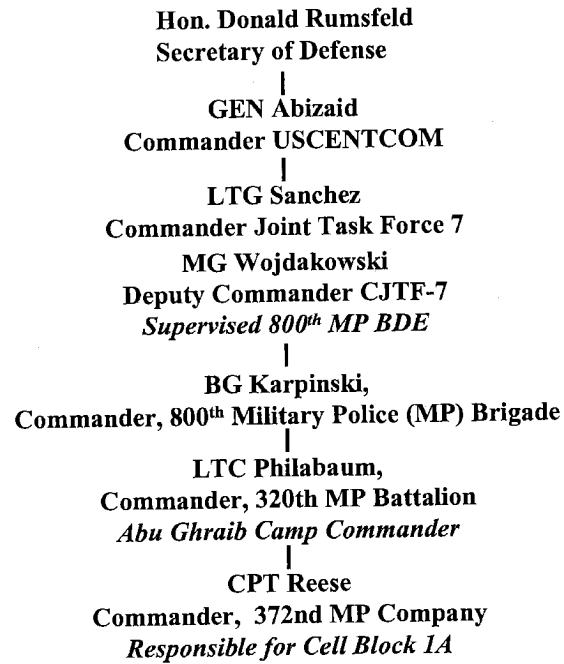 Hon. Donald Rumsfeld
Secretary of Defense
GEN Abizaid
Commander USCENTCOM
LTG Sanchez
Commander Joint Task Force 7
MG Wojdakowski
Deputy Commander CJTF-7
Supervised 800th MP BDE
BG Karpinski,
Commander, 800th Military Police (MP) Brigade
LTC Philabaum,
Commander, 320th MP Battalion
Abu Ghraib Camp Commander
CPT Reese
Commander, 372nd MP Company
Responsible for Cell Block 1A